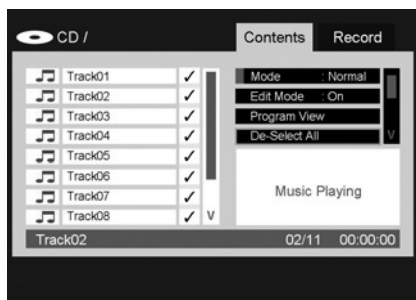 CD / Contents Record
Track01 ✓ Mode : Normal
Track02 ✓ Edit Mode : On
Track03 ✓ Program View
Track04 ✓ De-Select All V
Track05 ✓
Track06 ✓
Track07 ✓ Music Playing
Track08 ✓ V
Track02 02/11 00:00:00